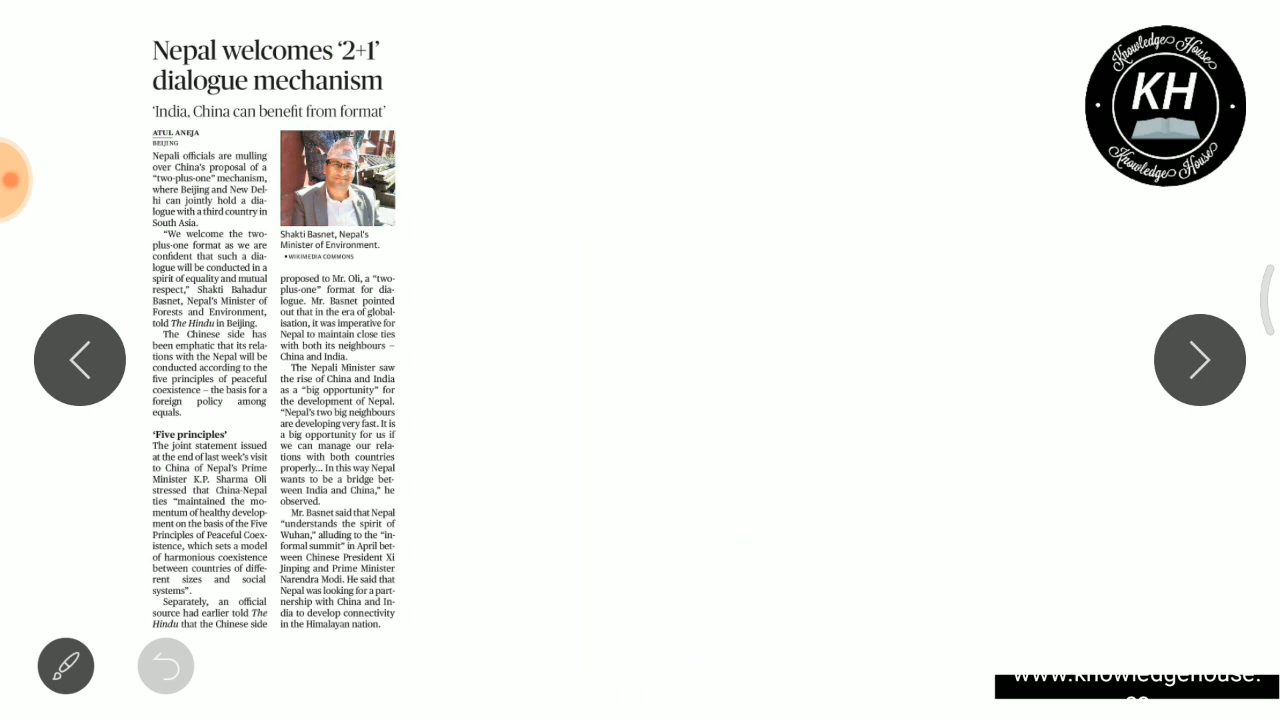 Nepal welcomes ‘2+1’
dialogue mechanism
‘India, China can benefit from format’
ATUL ANEJA
BEIJING
Nepali officials are mulling
over China’s proposal of a
“two-plus-one” mechanism,
where Beijing and New Del-
hi can jointly hold a dia-
logue with a third country in
South Asia.
“We welcome the two-
plus-one format as we are
confident that such a dia-
logue will be conducted in a
spirit of equality and mutual
respect,” Shakti Bahadur
Basnet, Nepal’s Minister of
Forests and Environment,
told The Hindu in Beijing.
The Chinese side has
been emphatic that its rela-
tions with the Nepal will be
conducted according to the
five principles of peaceful
coexistence – the basis for a
foreign policy among
equals.
‘Five principles’
The joint statement issued
at the end of last week’s visit
to China of Nepal’s Prime
Minister K.P. Sharma Oli
stressed that China-Nepal
ties “maintained the mo-
mentum of healthy develop-
ment on the basis of the Five
Principles of Peaceful Coex-
istence, which sets a model
of harmonious coexistence
between countries of diffe-
rent sizes and social
systems”.
Separately, an official
source had earlier told The
Hindu that the Chinese side
Shakti Basnet, Nepal’s
Minister of Environment.
▪ WIKIMEDIA COMMONS
proposed to Mr. Oli, a “two-
plus-one” format for dia-
logue. Mr. Basnet pointed
out that in the era of global-
isation, it was imperative for
Nepal to maintain close ties
with both its neighbours –
China and India.
The Nepali Minister saw
the rise of China and India
as a “big opportunity” for
the development of Nepal.
“Nepal’s two big neighbours
are developing very fast. It is
a big opportunity for us if
we can manage our rela-
tions with both countries
properly... In this way Nepal
wants to be a bridge bet-
ween India and China,” he
observed.
Mr. Basnet said that Nepal
“understands the spirit of
Wuhan,” alluding to the “in-
formal summit” in April bet-
ween Chinese President Xi
Jinping and Prime Minister
Narendra Modi. He said that
Nepal was looking for a part-
nership with China and In-
dia to develop connectivity
in the Himalayan nation.
Knowledge House
KH
Knowledge House
www.knowledgehouse.